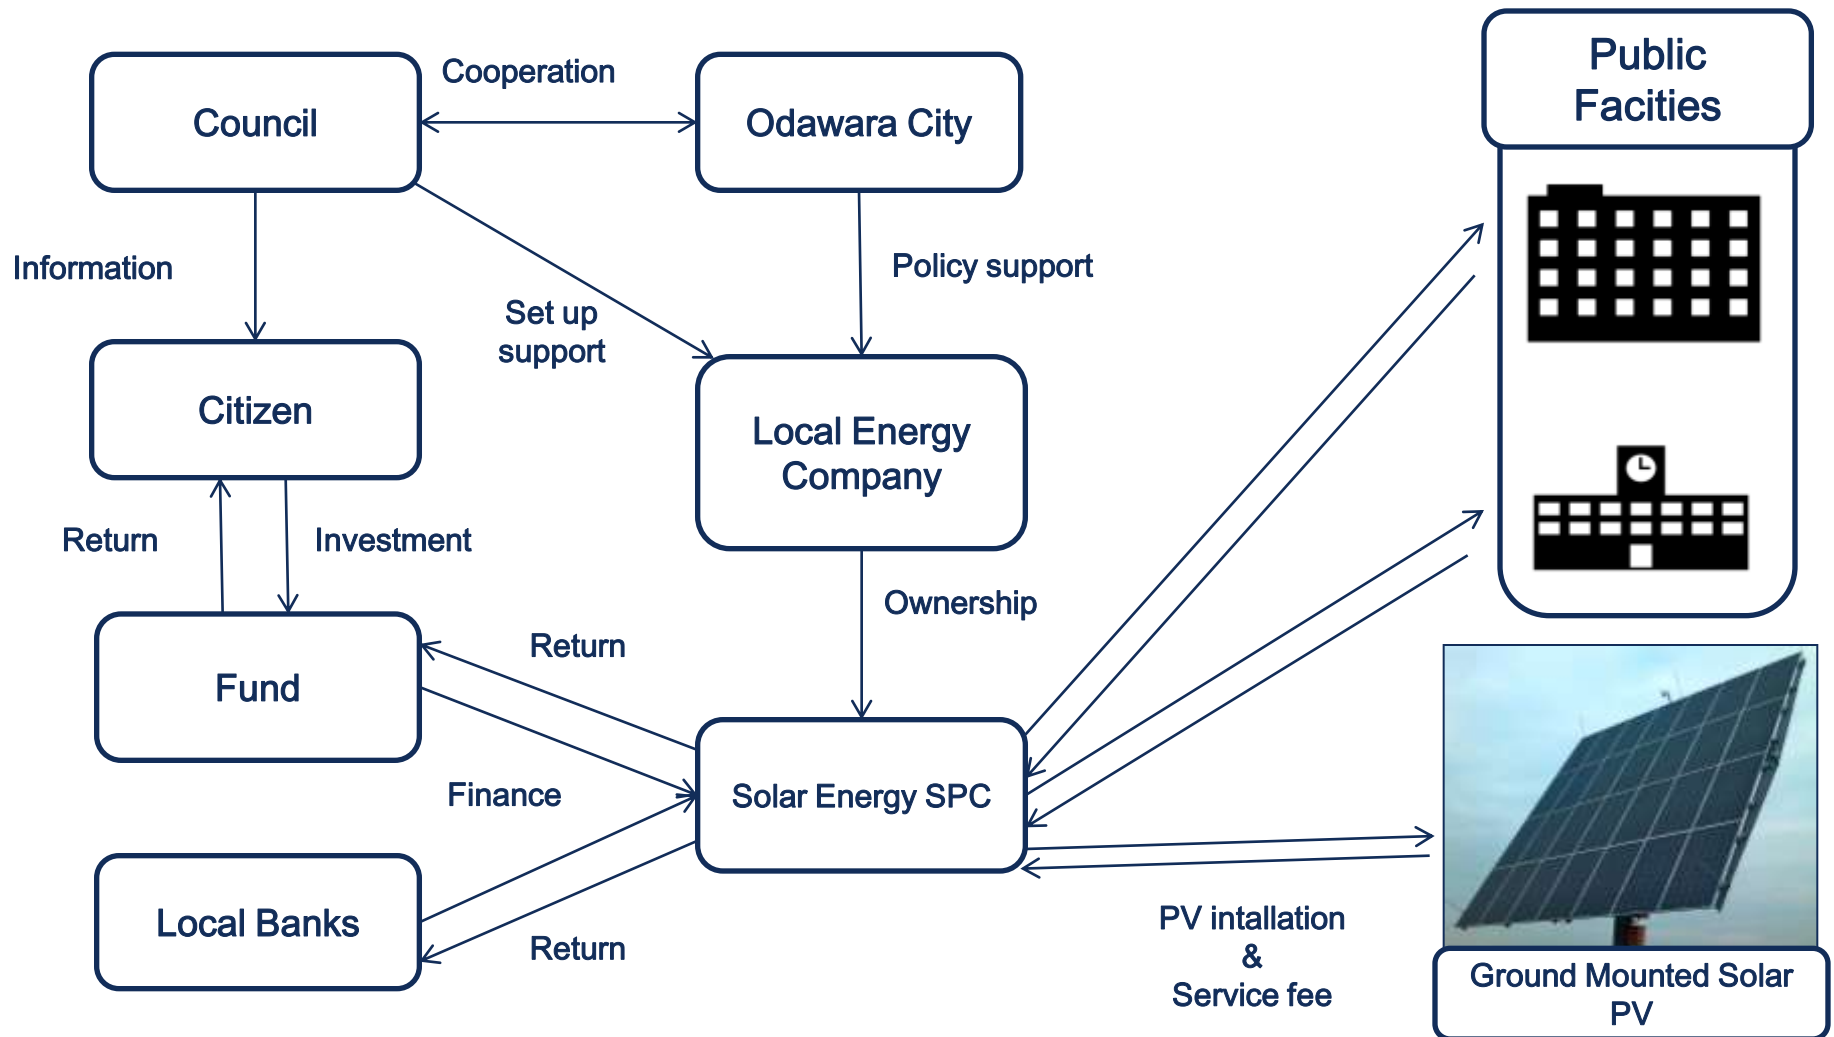 Public
Facities
Cooperation
Council
Odawara City
Information
Policy support
Set up
support
Citizen
Local Energy
Company
Return
Investment
Ownership
Return
Fund
Finance
Solar Energy SPC
Local Banks
Return
PV intallation
&
Service fee
Ground Mounted Solar
PV